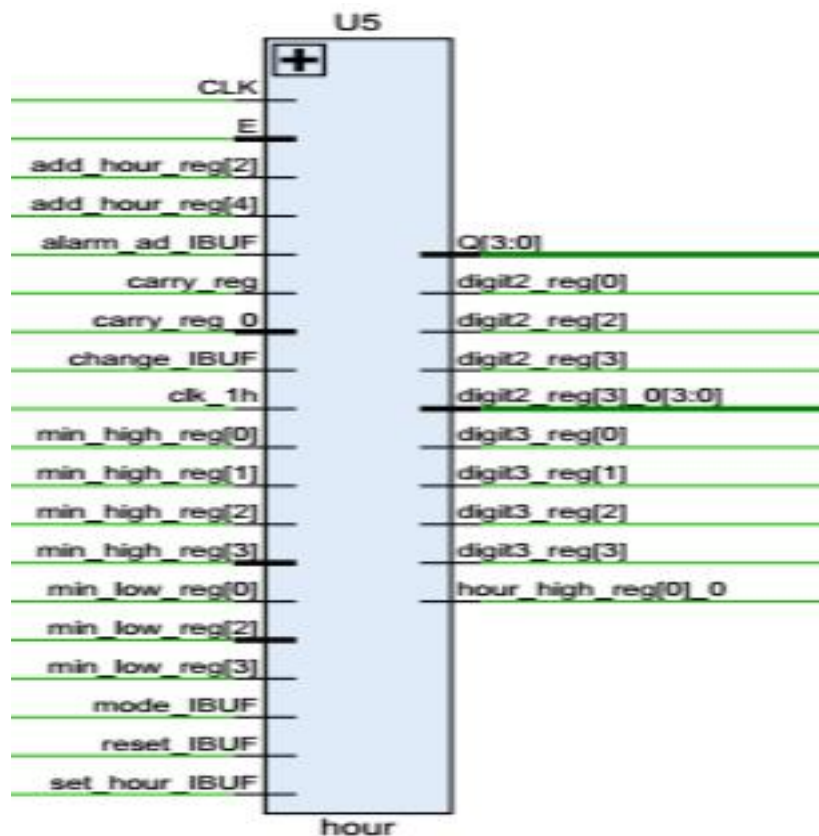 U5
CLK
E
add_hour_reg[2]
add_hour_reg[4]
alarm_ad_IBUF
carry_reg
carry_reg_0
change_IBUF
clk_1h
min_high_reg[0]
min_high_reg[1]
min_high_reg[2]
min_high_reg[3]
min_low_reg[0]
min_low_reg[2]
min_low_reg[3]
mode_IBUF
reset_IBUF
set_hour_IBUF
Q[3:0]
digit2_reg[0]
digit2_reg[2]
digit2_reg[3]
digit2_reg[3]_0[3:0]
digit3_reg[0]
digit3_reg[1]
digit3_reg[2]
digit3_reg[3]
hour_high_reg[0]_0
hour